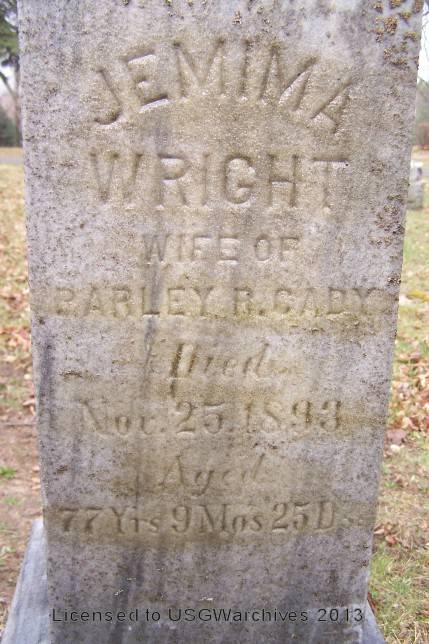 JEMIMA
WRIGHT
WIFE OF
PARLEY R. CADY
Died
Nov. 25, 1893
Aged
77 Yrs 9 Mos 25 Ds
Licensed to USGWarchives 2013